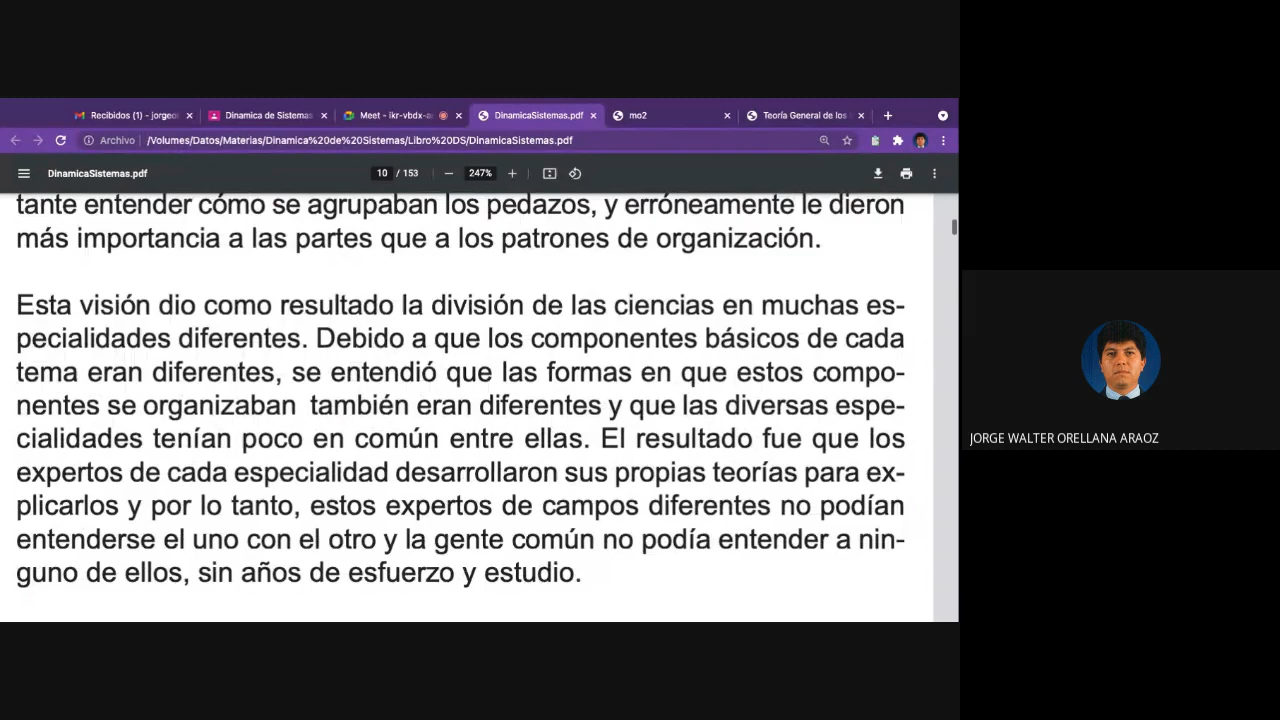 Recibidos (1) - jorgeo
Dinamica de Sistemas
Meet - ikr-vbdx-a
DinamicaSistemas.pdf
mo2
Teoría General de los
Archivo
/Volumes/Datos/Materias/Dinamica%20de%20Sistemas/Libro%20DS/DinamicaSistemas.pdf
DinamicaSistemas.pdf
10 / 153
247%
tante entender cómo se agrupaban los pedazos, y erróneamente le dieron
más importancia a las partes que a los patrones de organización.
Esta visión dio como resultado la división de las ciencias en muchas es-
pecialidades diferentes. Debido a que los componentes básicos de cada
tema eran diferentes, se entendió que las formas en que estos compo-
nentes se organizaban también eran diferentes y que las diversas espe-
cialidades tenían poco en común entre ellas. El resultado fue que los
expertos de cada especialidad desarrollaron sus propias teorías para ex-
plicarlos y por lo tanto, estos expertos de campos diferentes no podían
entenderse el uno con el otro y la gente común no podía entender a nin-
guno de ellos, sin años de esfuerzo y estudio.
JORGE WALTER ORELLANA ARAOZ